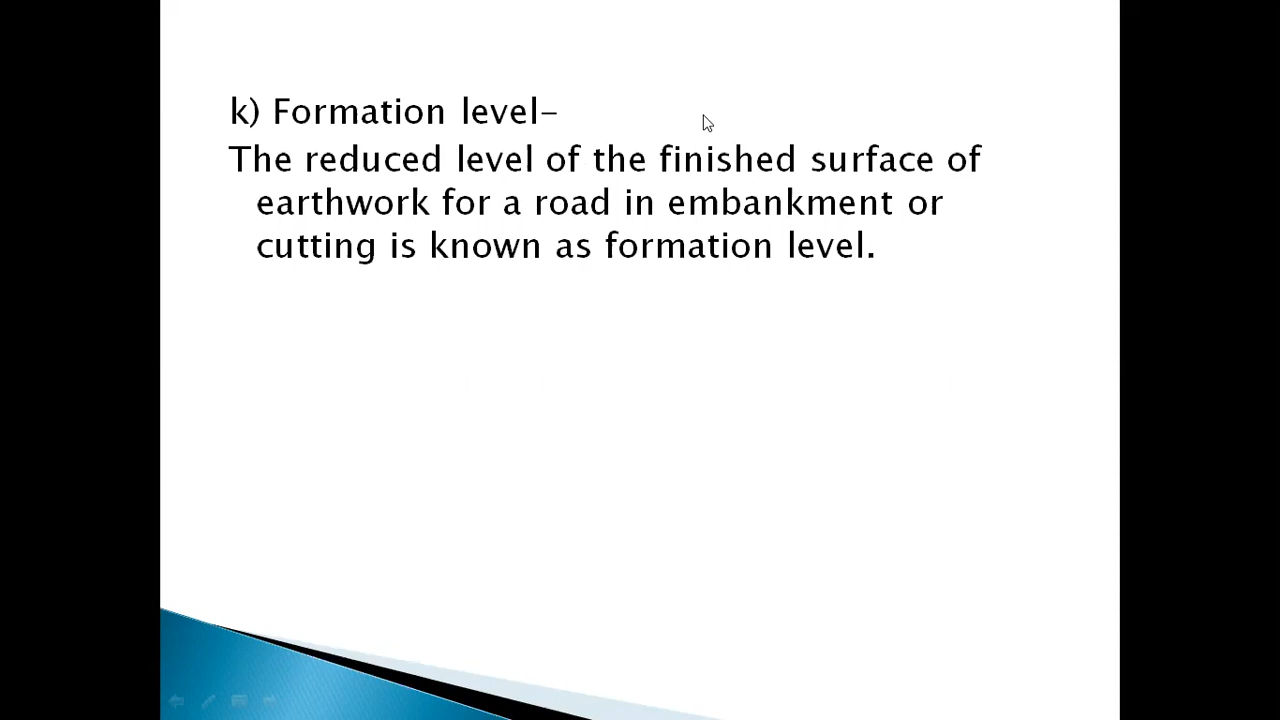 k) Formation level-
The reduced level of the finished surface of
earthwork for a road in embankment or
cutting is known as formation level.